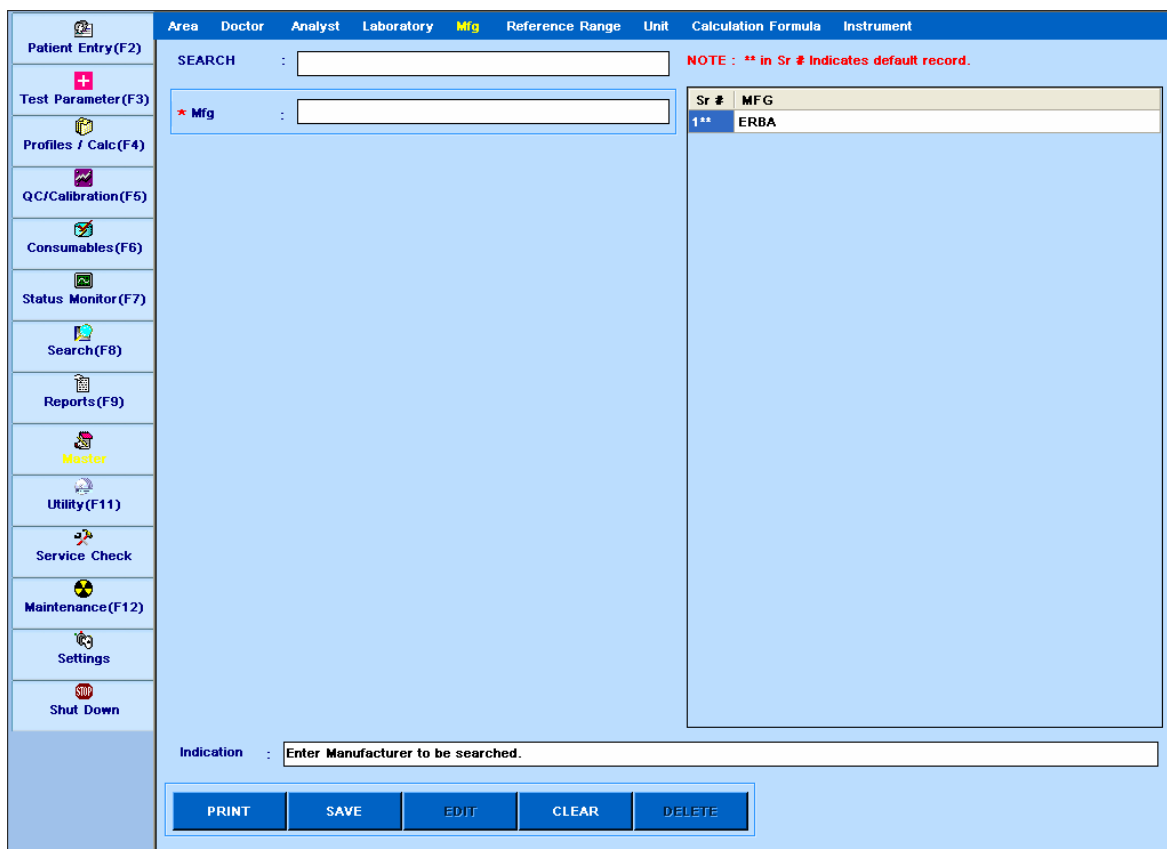 Area Doctor Analyst Laboratory Mfg Reference Range Unit Calculation Formula Instrument
Patient Entry(F2)
Test Parameter(F3)
Profiles / Calc(F4)
QC/Calibration(F5)
Consumables(F6)
Status Monitor(F7)
Search(F8)
Reports(F9)
Master
Utility(F11)
Service Check
Maintenance(F12)
Settings
STOP
Shut Down
SEARCH :
* Mfg :
NOTE : ** in Sr # Indicates default record.
Sr # MFG
1** ERBA
Indication : Enter Manufacturer to be searched.
PRINT SAVE EDIT CLEAR DELETE